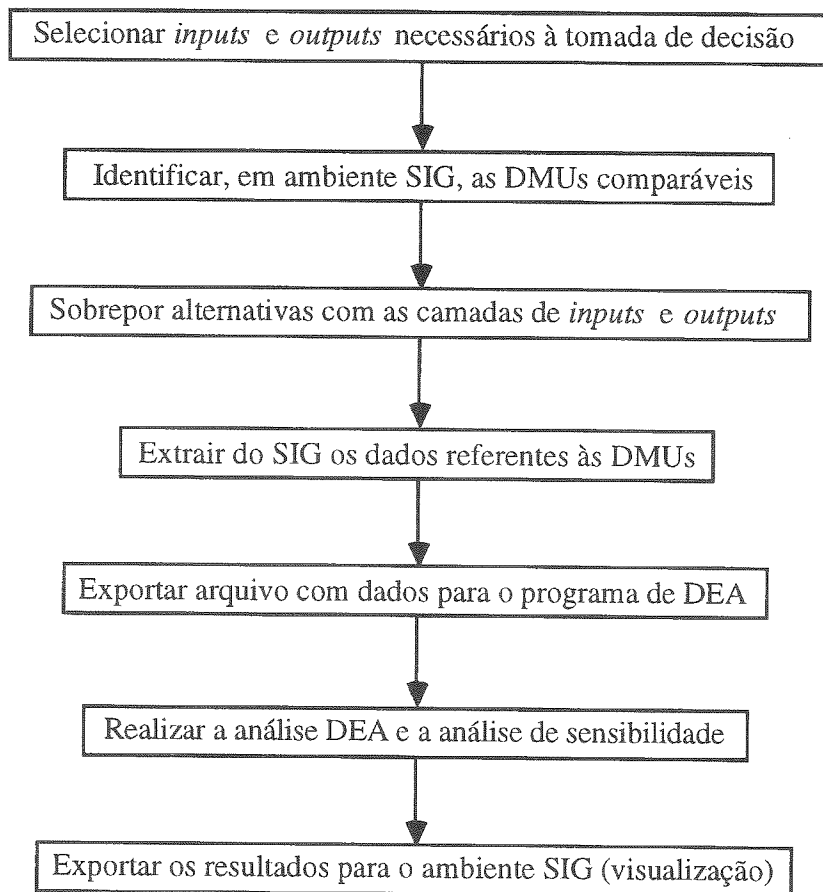 Selecionar inputs e outputs necessários à tomada de decisão
Identificar, em ambiente SIG, as DMUs comparáveis
Sobrepor alternativas com as camadas de inputs e outputs
Extrair do SIG os dados referentes às DMUs
Exportar arquivo com dados para o programa de DEA
Realizar a análise DEA e a análise de sensibilidade
Exportar os resultados para o ambiente SIG (visualização)